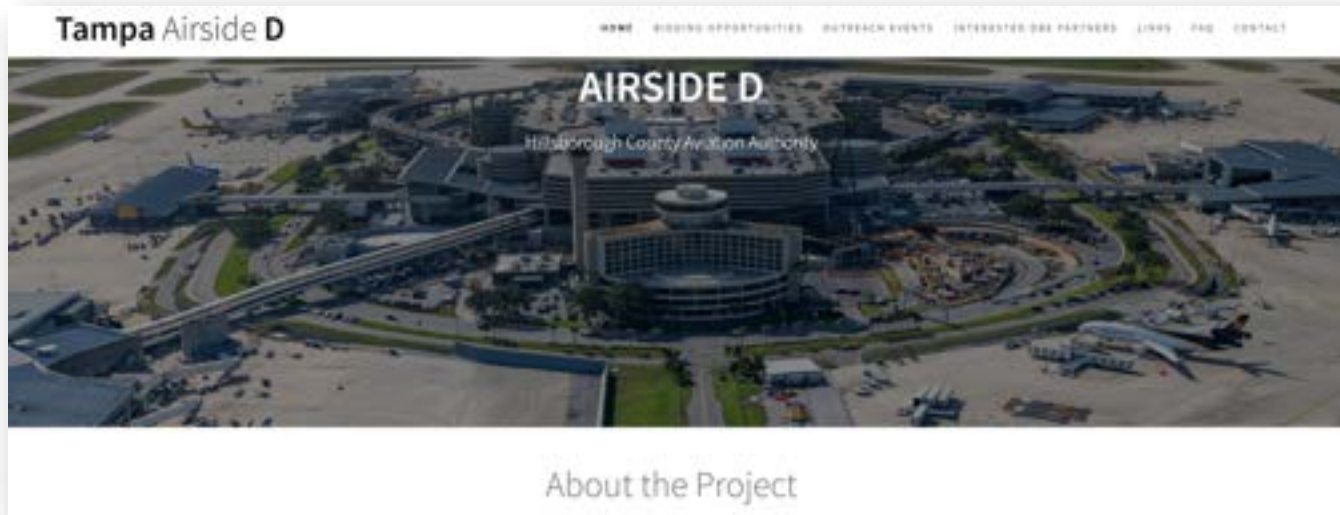 Tampa Airside D
HOME BIDDING OPPORTUNITIES OUTREACH EVENTS INTERESTED DBE PARTNERS LINKS FAQ CONTACT
AIRSIDE D
Hillsborough County Aviation Authority
About the Project